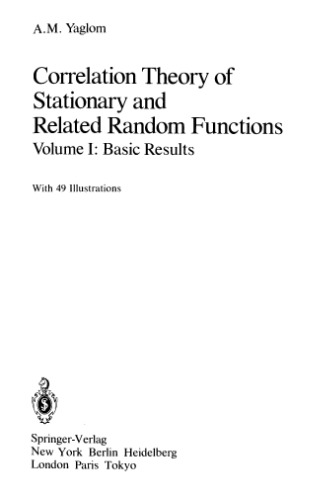 A.M. Yaglom
Correlation Theory of
Stationary and
Related Random Functions
Volume I: Basic Results
With 49 Illustrations
Springer-Verlag
New York Berlin Heidelberg
London Paris Tokyo